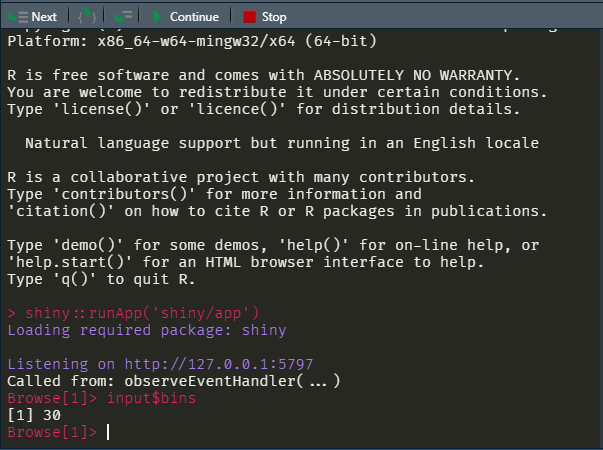 Next Continue Stop
Platform: x86_64-w64-mingw32/x64 (64-bit)
R is free software and comes with ABSOLUTELY NO WARRANTY.
You are welcome to redistribute it under certain conditions.
Type 'license()' or 'licence()' for distribution details.
Natural language support but running in an English locale
R is a collaborative project with many contributors.
Type 'contributors()' for more information and
'citation()' on how to cite R or R packages in publications.
Type 'demo()' for some demos, 'help()' for on-line help, or
'help.start()' for an HTML browser interface to help.
Type 'q()' to quit R.
> shiny::runApp('shiny/app')
Loading required package: shiny
Listening on http://127.0.0.1:5797
Called from: observeEventHandler(...)
Browse[1]> input$bins
[1] 30
Browse[1]>